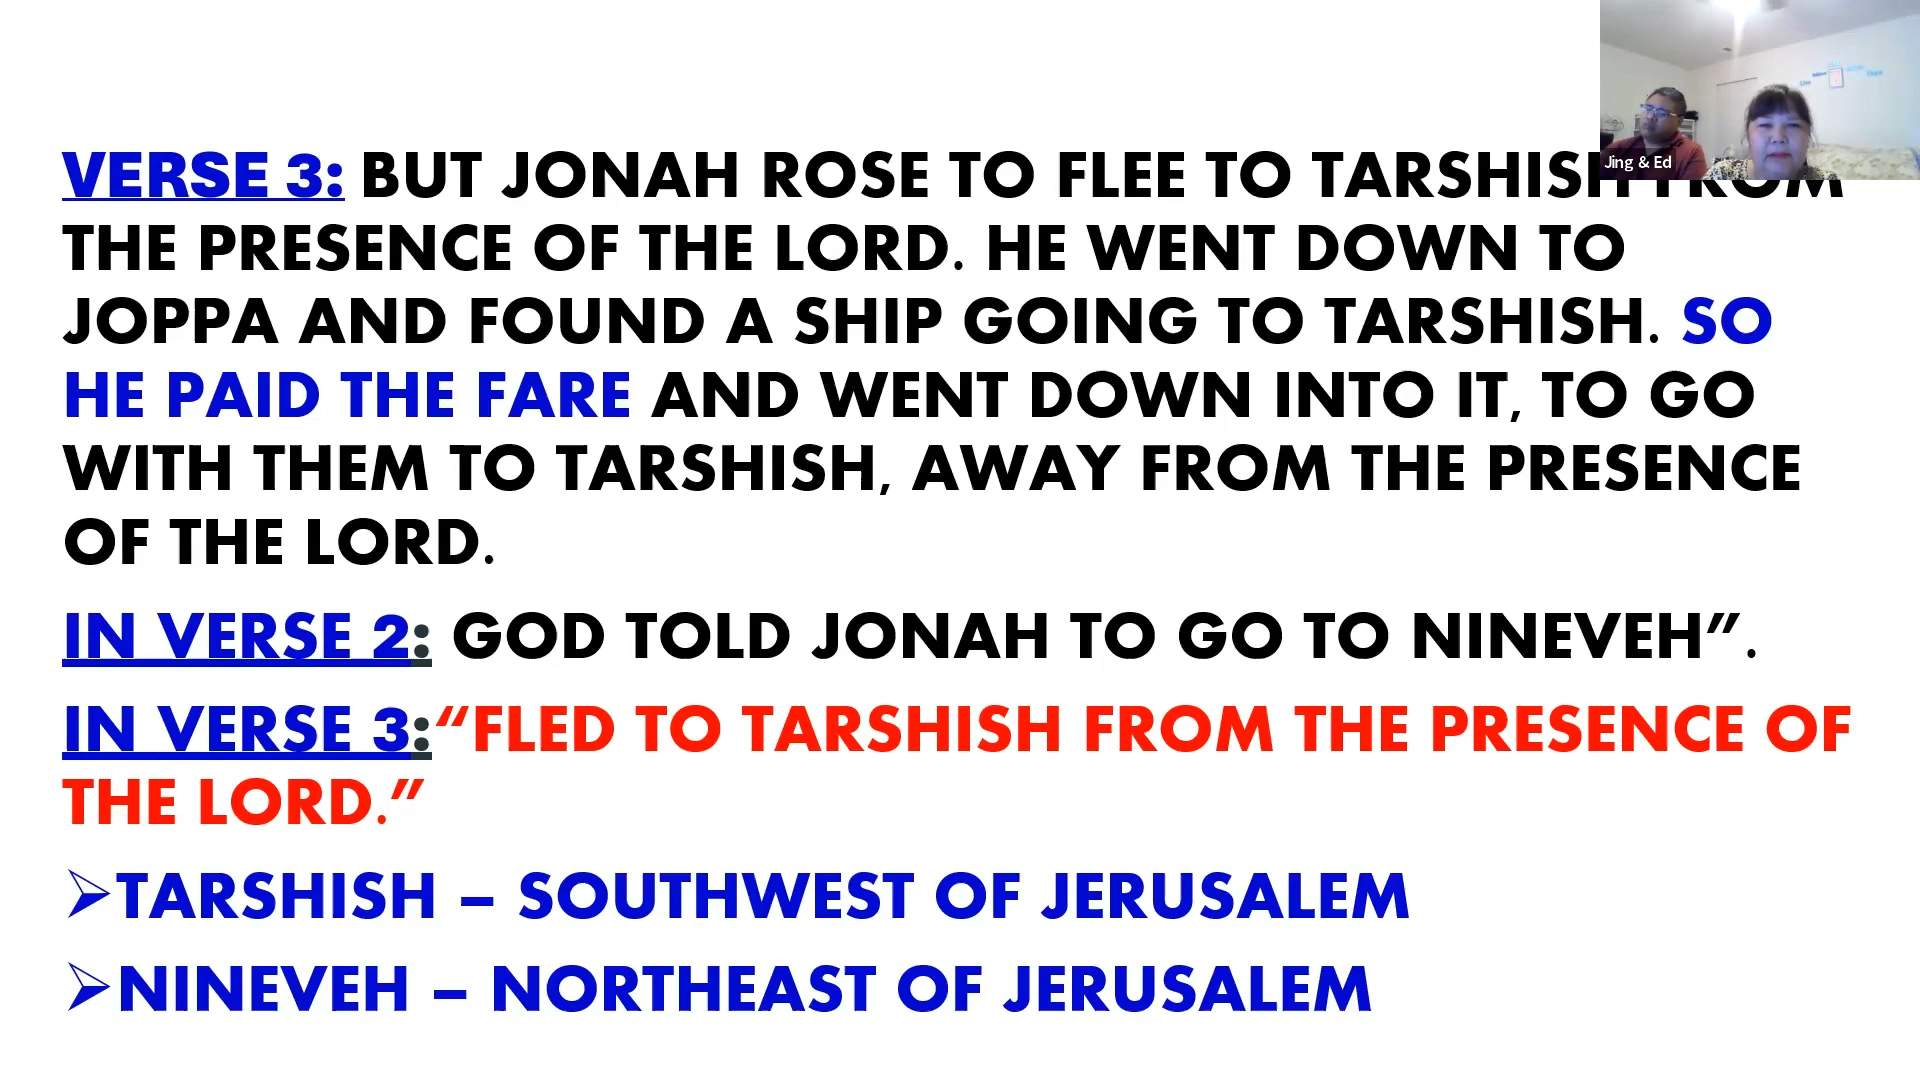 VERSE 3: BUT JONAH ROSE TO FLEE TO TARSHISH FROM
THE PRESENCE OF THE LORD. HE WENT DOWN TO
JOPPA AND FOUND A SHIP GOING TO TARSHISH. SO
HE PAID THE FARE AND WENT DOWN INTO IT, TO GO
WITH THEM TO TARSHISH, AWAY FROM THE PRESENCE
OF THE LORD.
IN VERSE 2: GOD TOLD JONAH TO GO TO NINEVEH”.
IN VERSE 3:“FLED TO TARSHISH FROM THE PRESENCE OF
THE LORD.”
➢TARSHISH – SOUTHWEST OF JERUSALEM
➢NINEVEH – NORTHEAST OF JERUSALEM
Jing & Ed